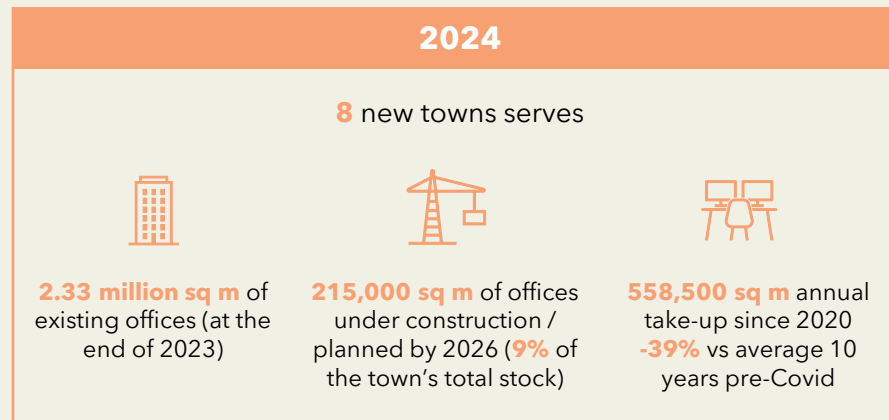 2024
8 new towns serves
2.33 million sq m of
existing offices (at the
end of 2023)
215,000 sq m of offices
under construction /
planned by 2026 (9% of
the town's total stock)
558,500 sq m annual
take-up since 2020
-39% vs average 10
years pre-Covid